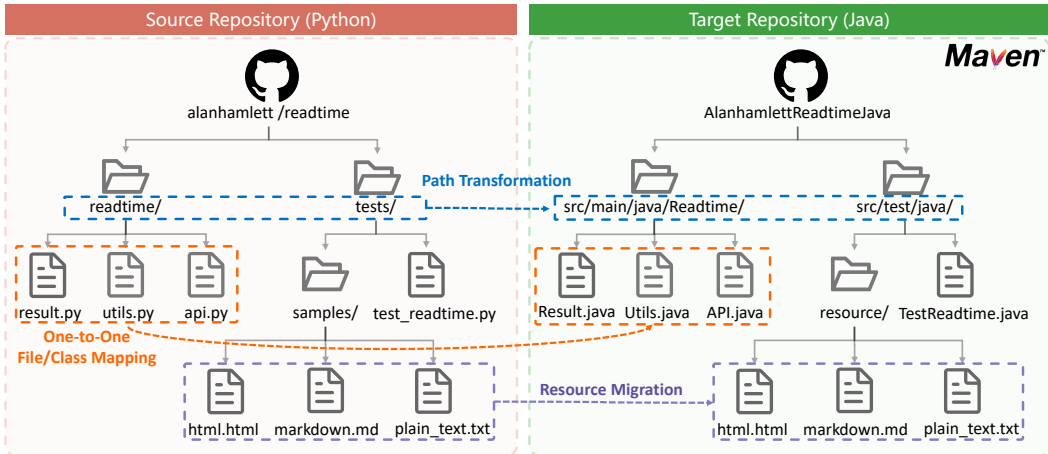 Source Repository (Python)
Target Repository (Java)
Maven™
alanhamlett /readtime
AlanhamlettReadtimeJava
Path Transformation
readtime/
tests/
src/main/java/Readtime/
src/test/java/
result.py
utils.py
api.py
samples/
test_readtime.py
Result.java
Utils.java
API.java
resource/
TestReadtime.java
One-to-One
File/Class Mapping
Resource Migration
html.html
markdown.md
plain_text.txt
html.html
markdown.md
plain_text.txt